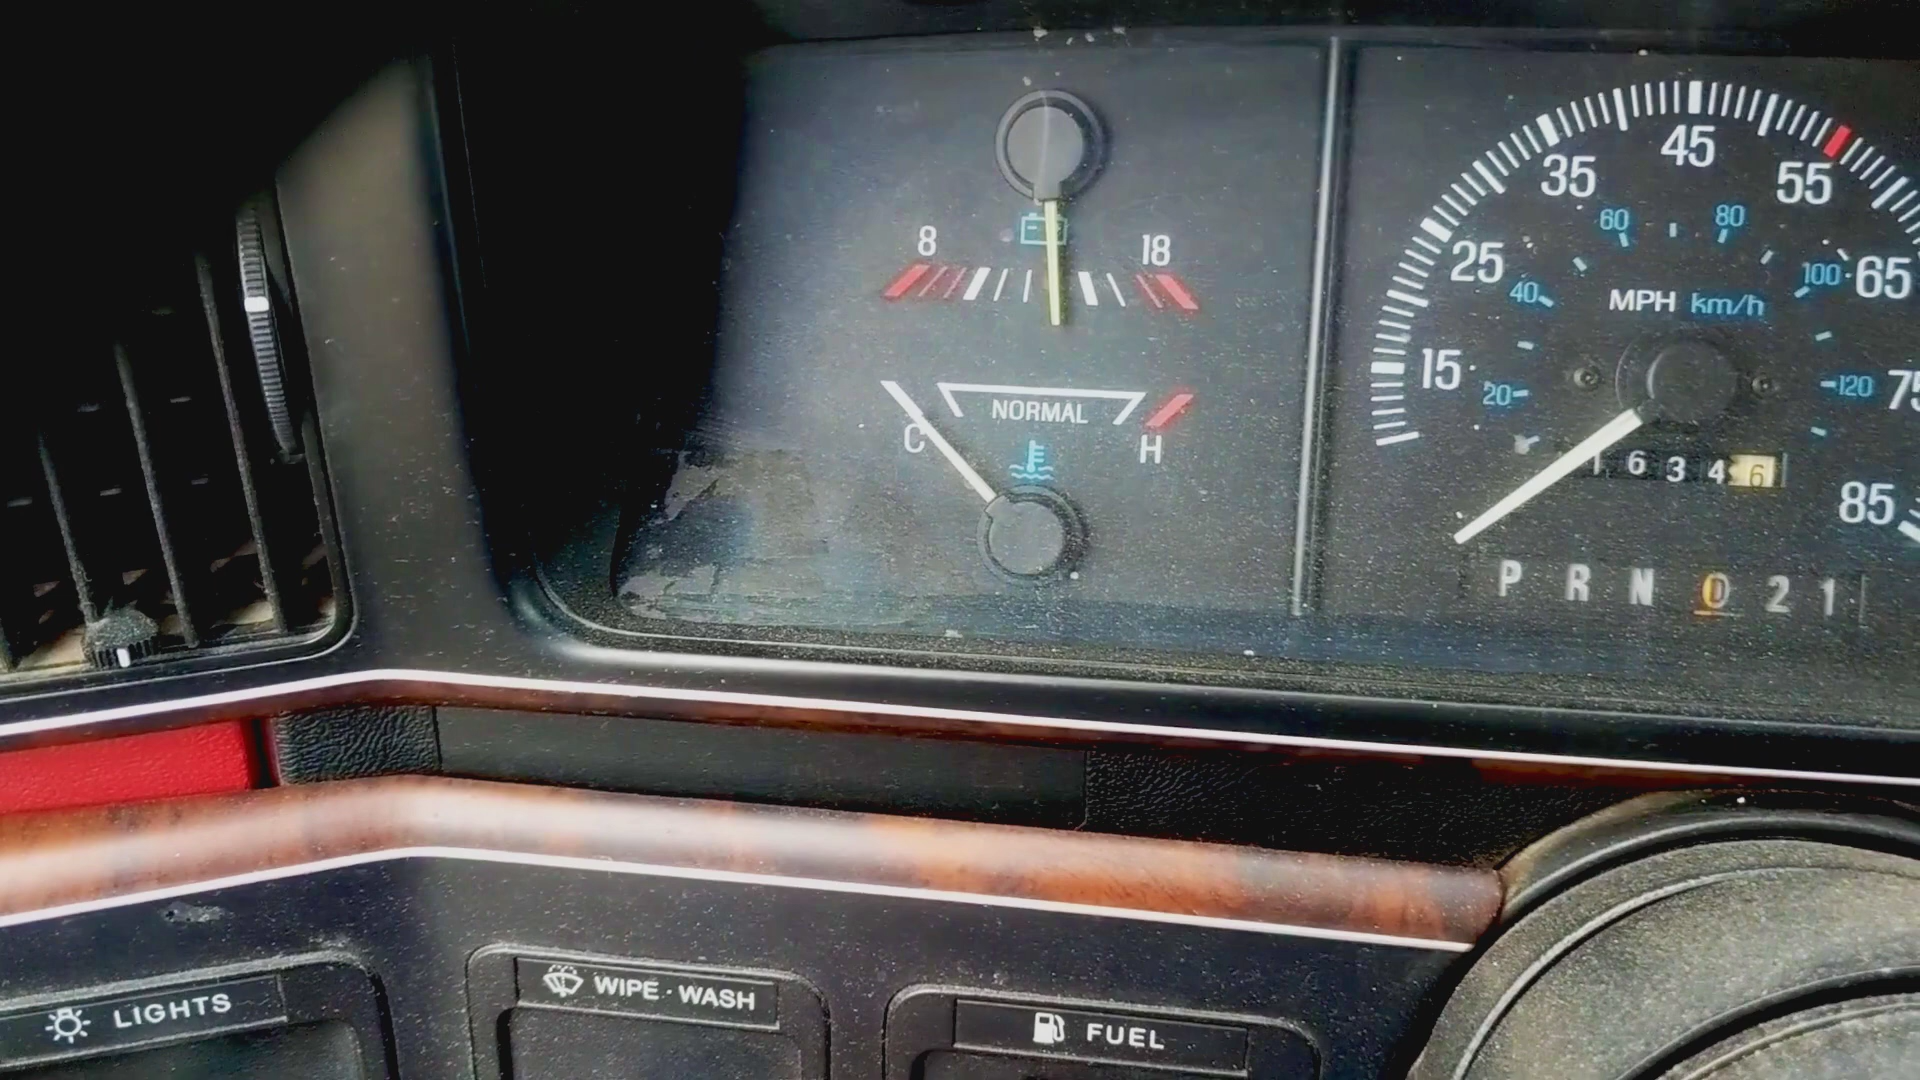 8 18
C NORMAL H
15 25 35 45 55 65 75 85
20 40 60 80 100 120
MPH km/h
1 6 3 4 6
P R N D 2 1
LIGHTS
WIPE·WASH
FUEL